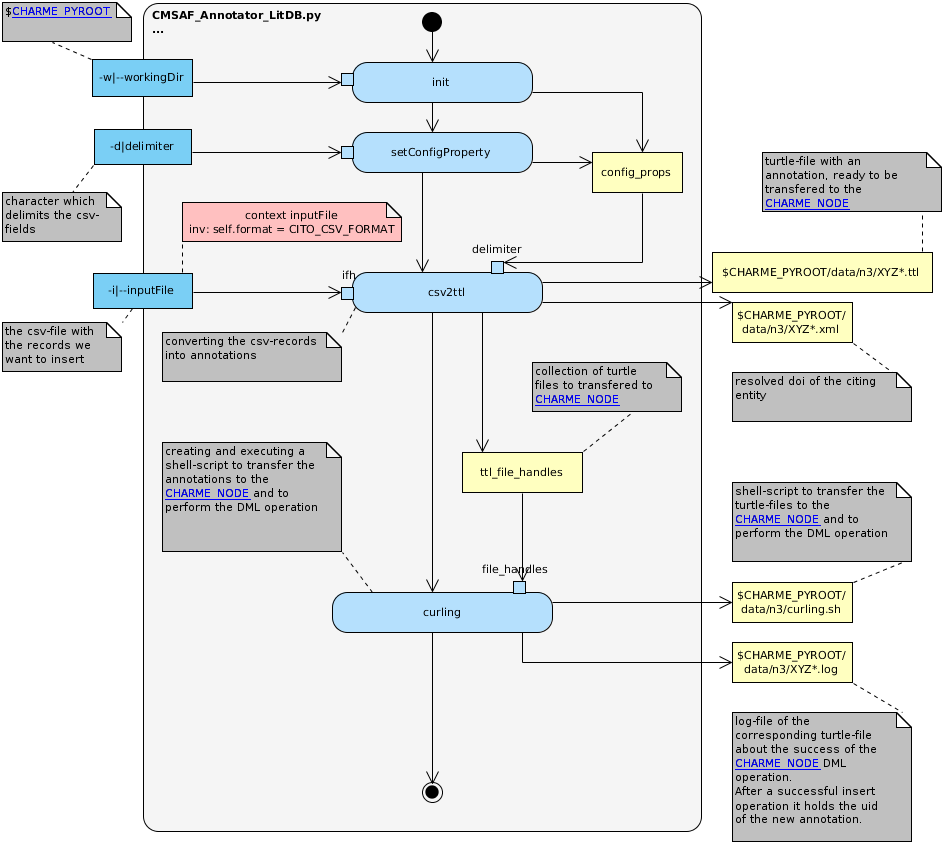 $CHARME_PYROOT
CMSAF_Annotator_LitDB.py
...
-w|--workingDir
init
-d|delimiter
setConfigProperty
config_props
turtle-file with an
annotation, ready to be
transfered to the
CHARME_NODE
character which
delimits the csv-
fields
context inputFile
inv: self.format = CITO_CSV_FORMAT
delimiter
ifh
-i|--inputFile
csv2ttl
$CHARME_PYROOT/data/n3/XYZ*.ttl
$CHARME_PYROOT/
data/n3/XYZ*.xml
the csv-file with
the records we
want to insert
converting the csv-records
into annotations
collection of turtle
files to transfered to
CHARME_NODE
resolved doi of the citing
entity
creating and executing a
shell-script to transfer the
annotations to the
CHARME_NODE and to
perform the DML operation
ttl_file_handles
shell-script to transfer the
turtle-files to the
CHARME_NODE and to
perform the DML operation
file_handles
curling
$CHARME_PYROOT/
data/n3/curling.sh
$CHARME_PYROOT/
data/n3/XYZ*.log
log-file of the
corresponding turtle-file
about the success of the
CHARME_NODE DML
operation.
After a successful insert
operation it holds the uid
of the new annotation.